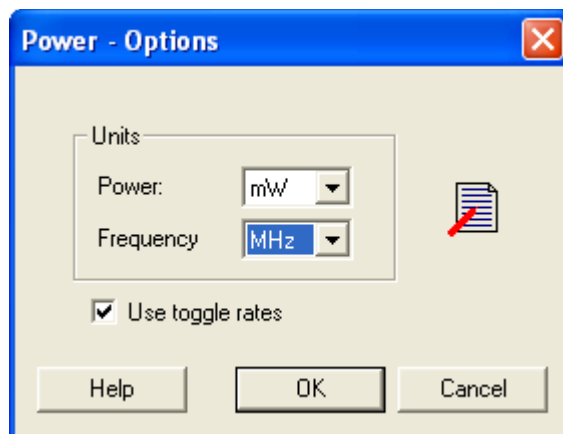 Power - Options
Units
Power: mW
Frequency MHz
Use toggle rates
Help OK Cancel